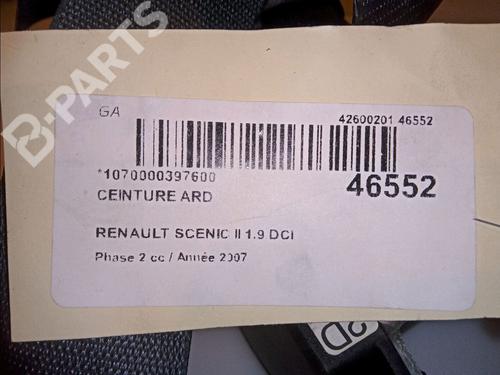 B-PARTS
GA
42600201 46552
*1070000397600
46552
CEINTURE ARD
RENAULT SCENIC II 1.9 DCI
Phase 2 cc / Année 2007